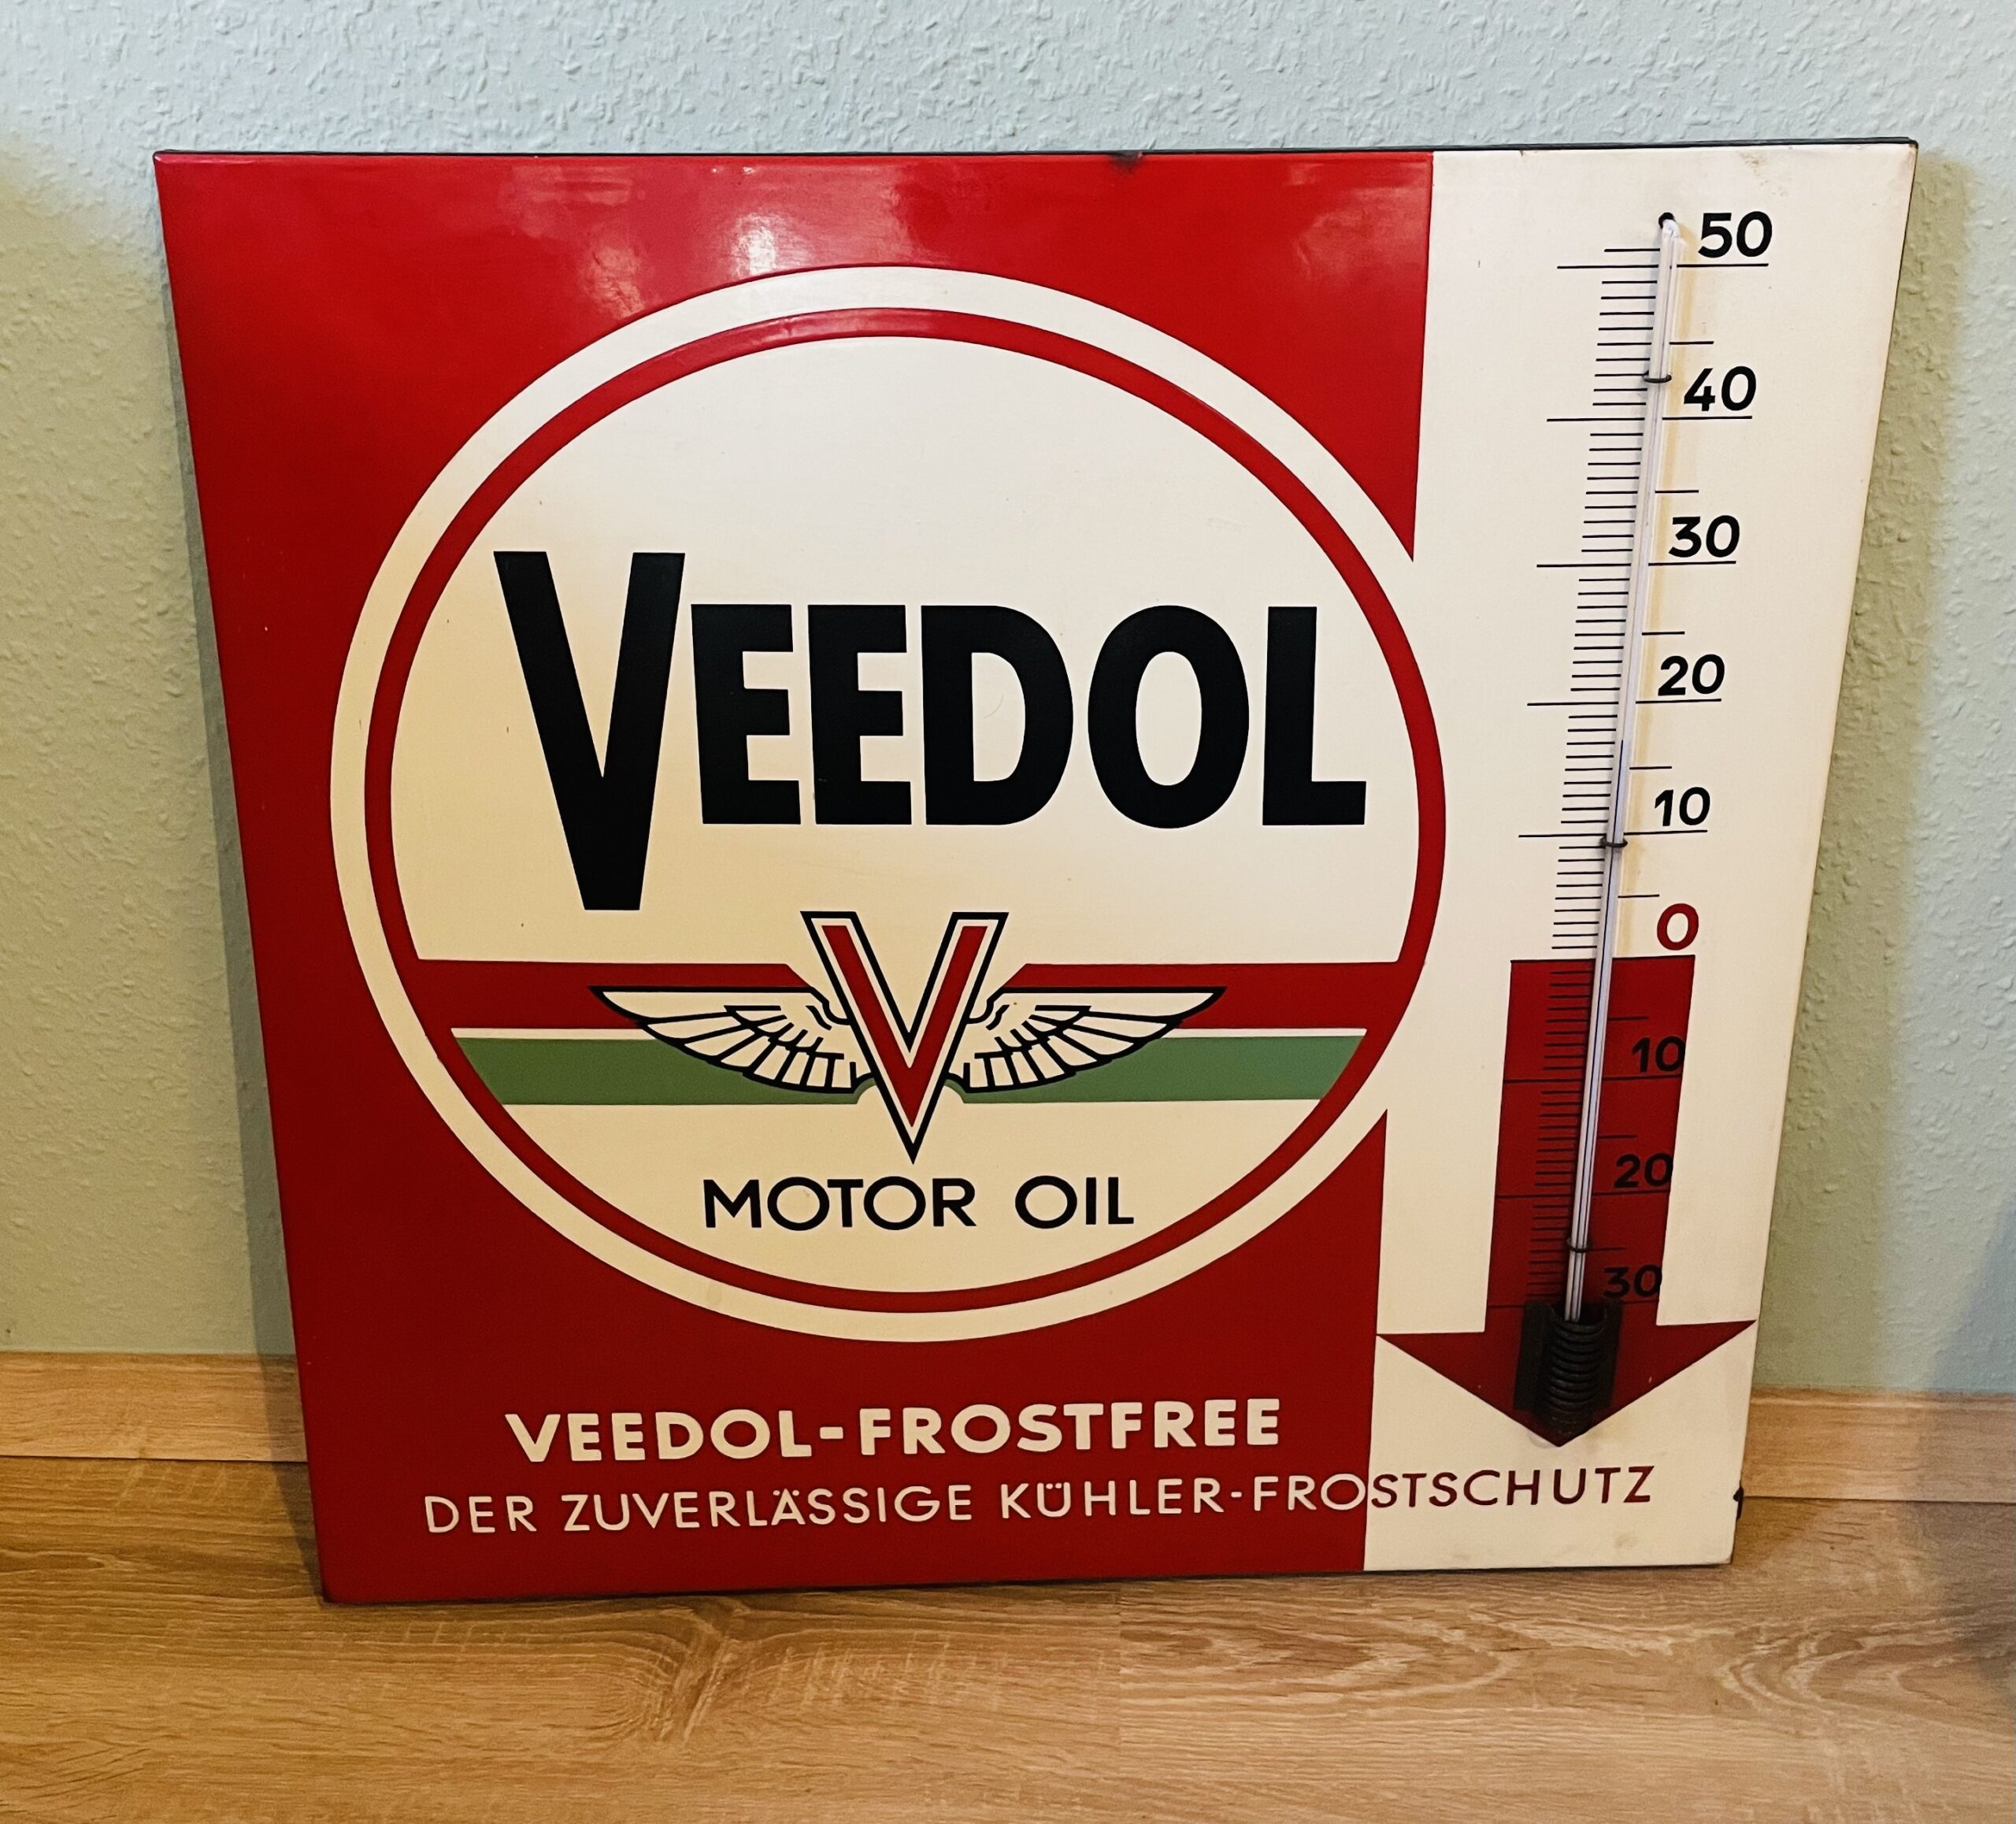 VEEDOL
V
MOTOR OIL
VEEDOL-FROSTFREE
DER ZUVERLÄSSIGE KÜHLER-FROSTSCHUTZ
50
40
30
20
10
0
10
20
30